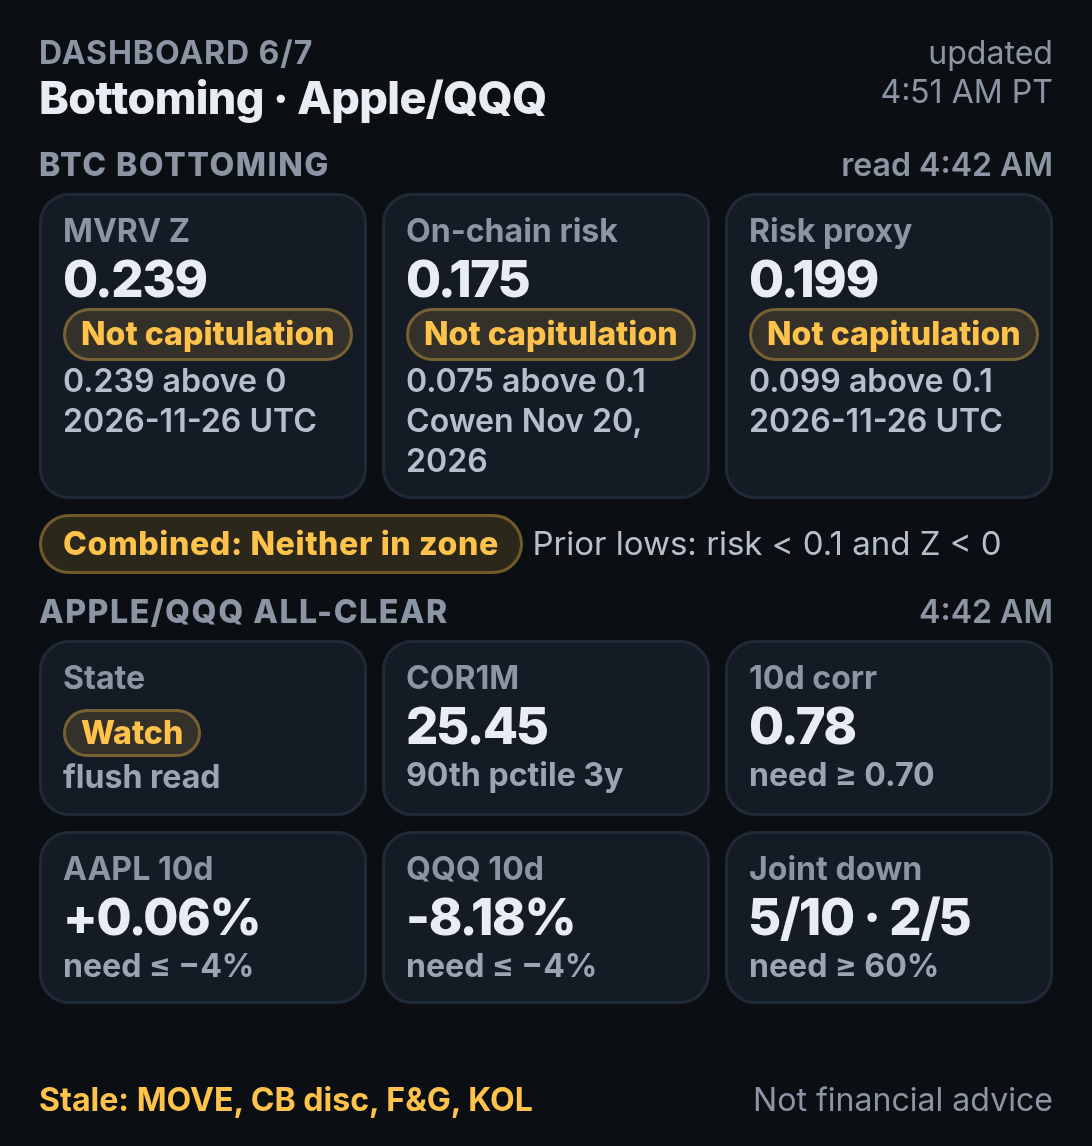 DASHBOARD 6/7
updated
Bottoming · Apple/QQQ
4:51 AM PT
BTC BOTTOMING
read 4:42 AM
MVRV Z
0.239
Not capitulation
0.239 above 0
2026-11-26 UTC
On-chain risk
0.175
Not capitulation
0.075 above 0.1
Cowen Nov 20,
2026
Risk proxy
0.199
Not capitulation
0.099 above 0.1
2026-11-26 UTC
Combined: Neither in zone
Prior lows: risk < 0.1 and Z < 0
APPLE/QQQ ALL-CLEAR
4:42 AM
State
Watch
flush read
COR1M
25.45
90th pctile 3y
10d corr
0.78
need ≥ 0.70
AAPL 10d
+0.06%
need ≤ −4%
QQQ 10d
-8.18%
need ≤ −4%
Joint down
5/10 · 2/5
need ≥ 60%
Stale: MOVE, CB disc, F&G, KOL
Not financial advice